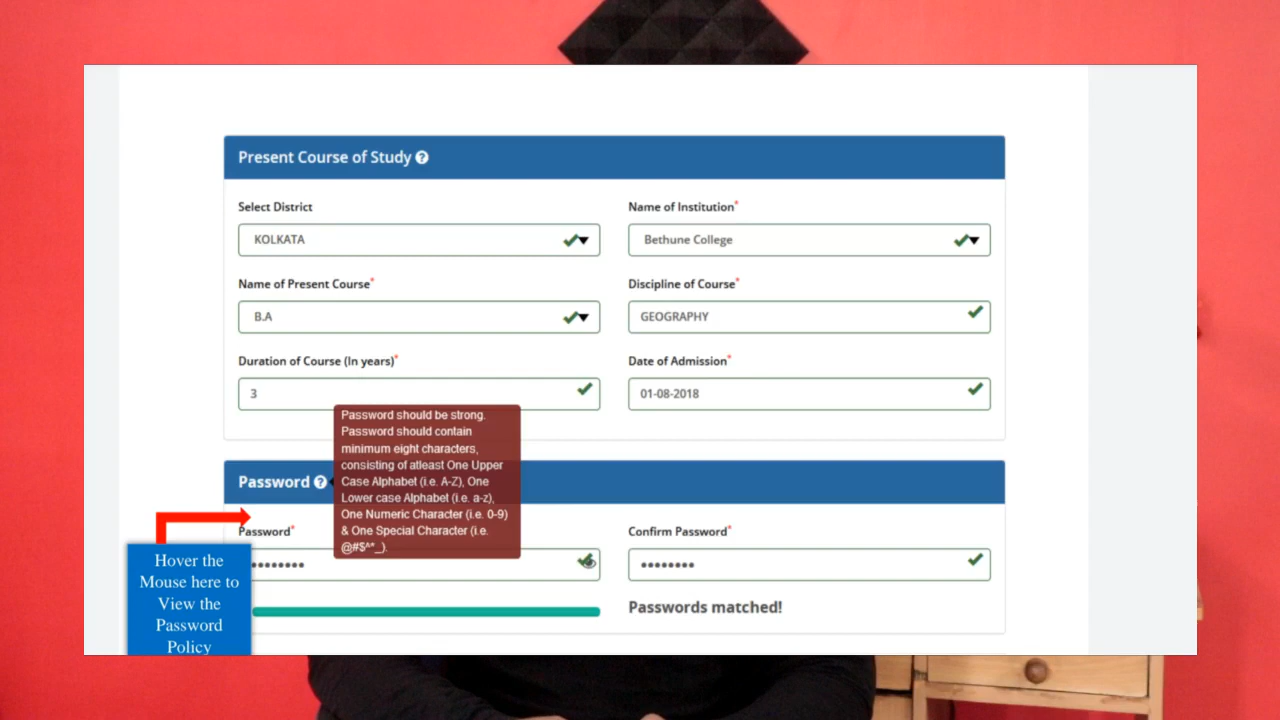 Present Course of Study
Select District
Name of Institution*
KOLKATA
Bethune College
Name of Present Course*
Discipline of Course*
B.A
GEOGRAPHY
Duration of Course (In years)*
Date of Admission*
3
01-08-2018
Password should be strong.
Password should contain
minimum eight characters,
consisting of atleast One Upper
Case Alphabet (i.e. A-Z), One
Lower case Alphabet (i.e. a-z),
One Numeric Character (i.e. 0-9)
& One Special Character (i.e.
@#$^*_).
Password
Password*
Confirm Password*
••••••••
••••••••
Passwords matched!
Hover the
Mouse here to
View the
Password
Policy